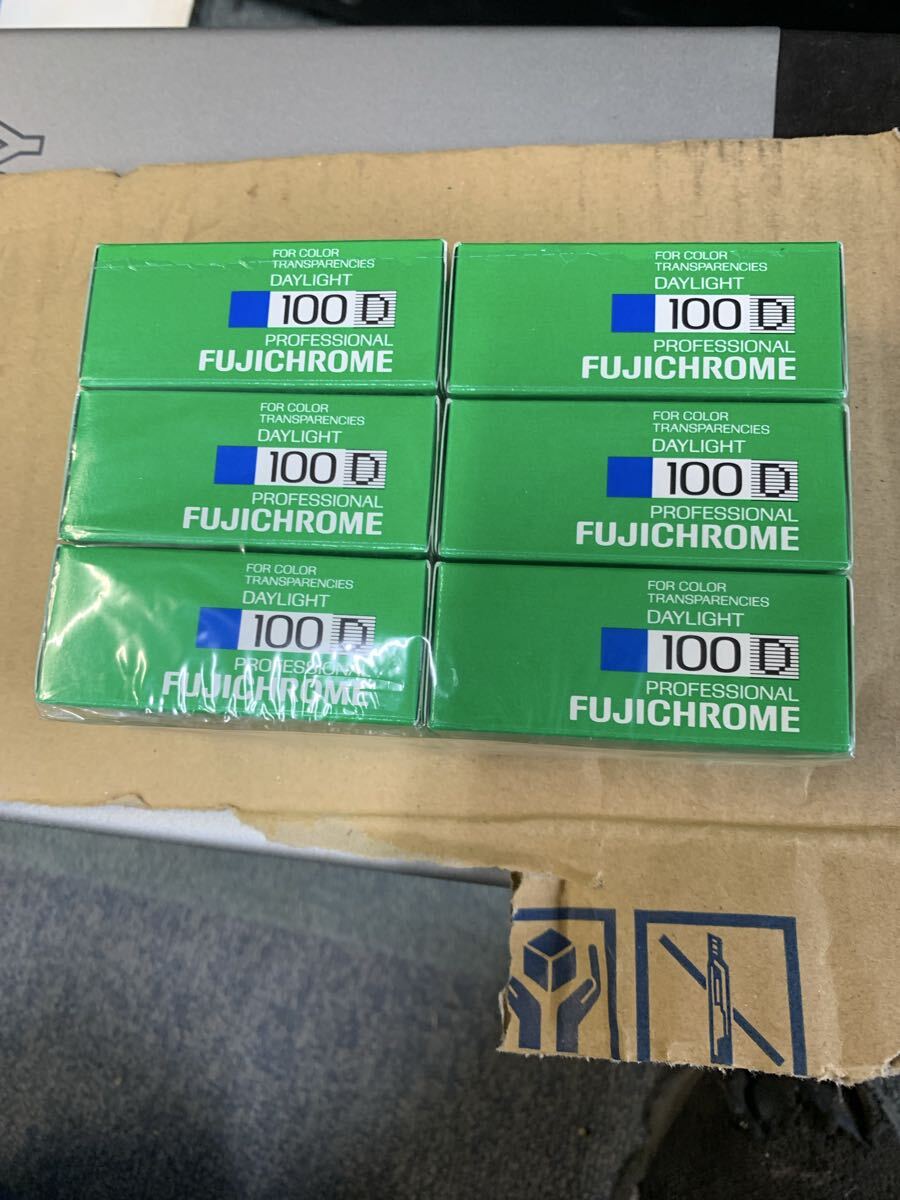 FOR COLOR
TRANSPARENCIES
DAYLIGHT
100 D
PROFESSIONAL
FUJICHROME
FOR COLOR
TRANSPARENCIES
DAYLIGHT
100 D
PROFESSIONAL
FUJICHROME
FOR COLOR
TRANSPARENCIES
DAYLIGHT
100 D
PROFESSIONAL
FUJICHROME
FOR COLOR
TRANSPARENCIES
DAYLIGHT
100 D
PROFESSIONAL
FUJICHROME
FOR COLOR
TRANSPARENCIES
DAYLIGHT
100 D
PROFESSIONAL
FUJICHROME
FOR COLOR
TRANSPARENCIES
DAYLIGHT
100 D
PROFESSIONAL
FUJICHROME